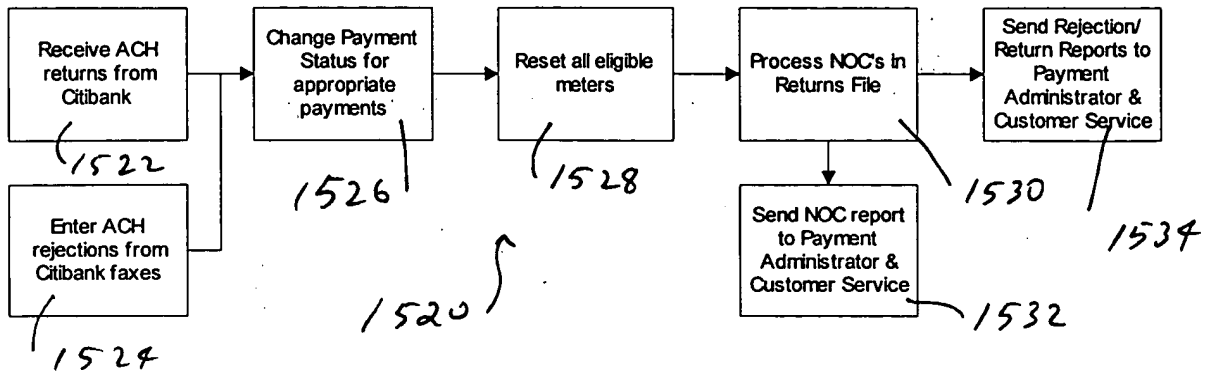 Receive ACH
returns from
Citibank
1522
Enter ACH
rejections from
Citibank faxes
1524
Change Payment
Status for
appropriate
payments
1526
Reset all eligible
meters
1528
1520
Process NOC's in
Returns File
1530
Send NOC report
to Payment
Administrator &
Customer Service
1532
Send Rejection/
Return Reports to
Payment
Administrator &
Customer Service
1534